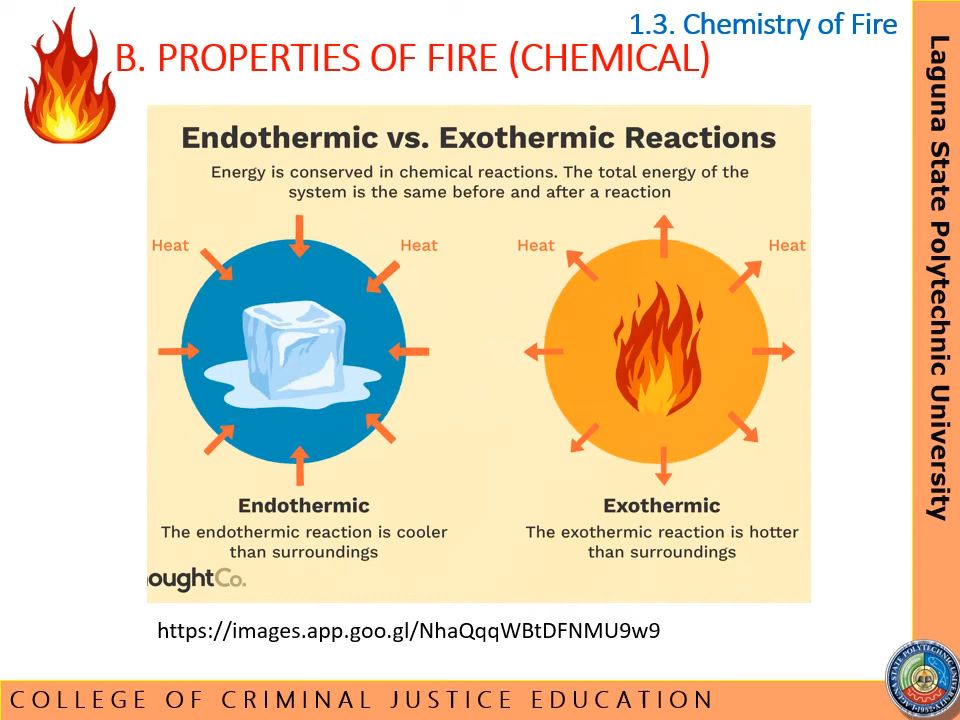 1.3. Chemistry of Fire
B. PROPERTIES OF FIRE (CHEMICAL)
Endothermic vs. Exothermic Reactions
Energy is conserved in chemical reactions. The total energy of the
system is the same before and after a reaction
Heat
Heat
Heat
Heat
Endothermic
The endothermic reaction is cooler
than surroundings
Exothermic
The exothermic reaction is hotter
than surroundings
oughtCo.
https://images.app.goo.gl/NhaQqqWBtDFNMU9w9
Laguna State Polytechnic University
COLLEGE OF CRIMINAL JUSTICE EDUCATION